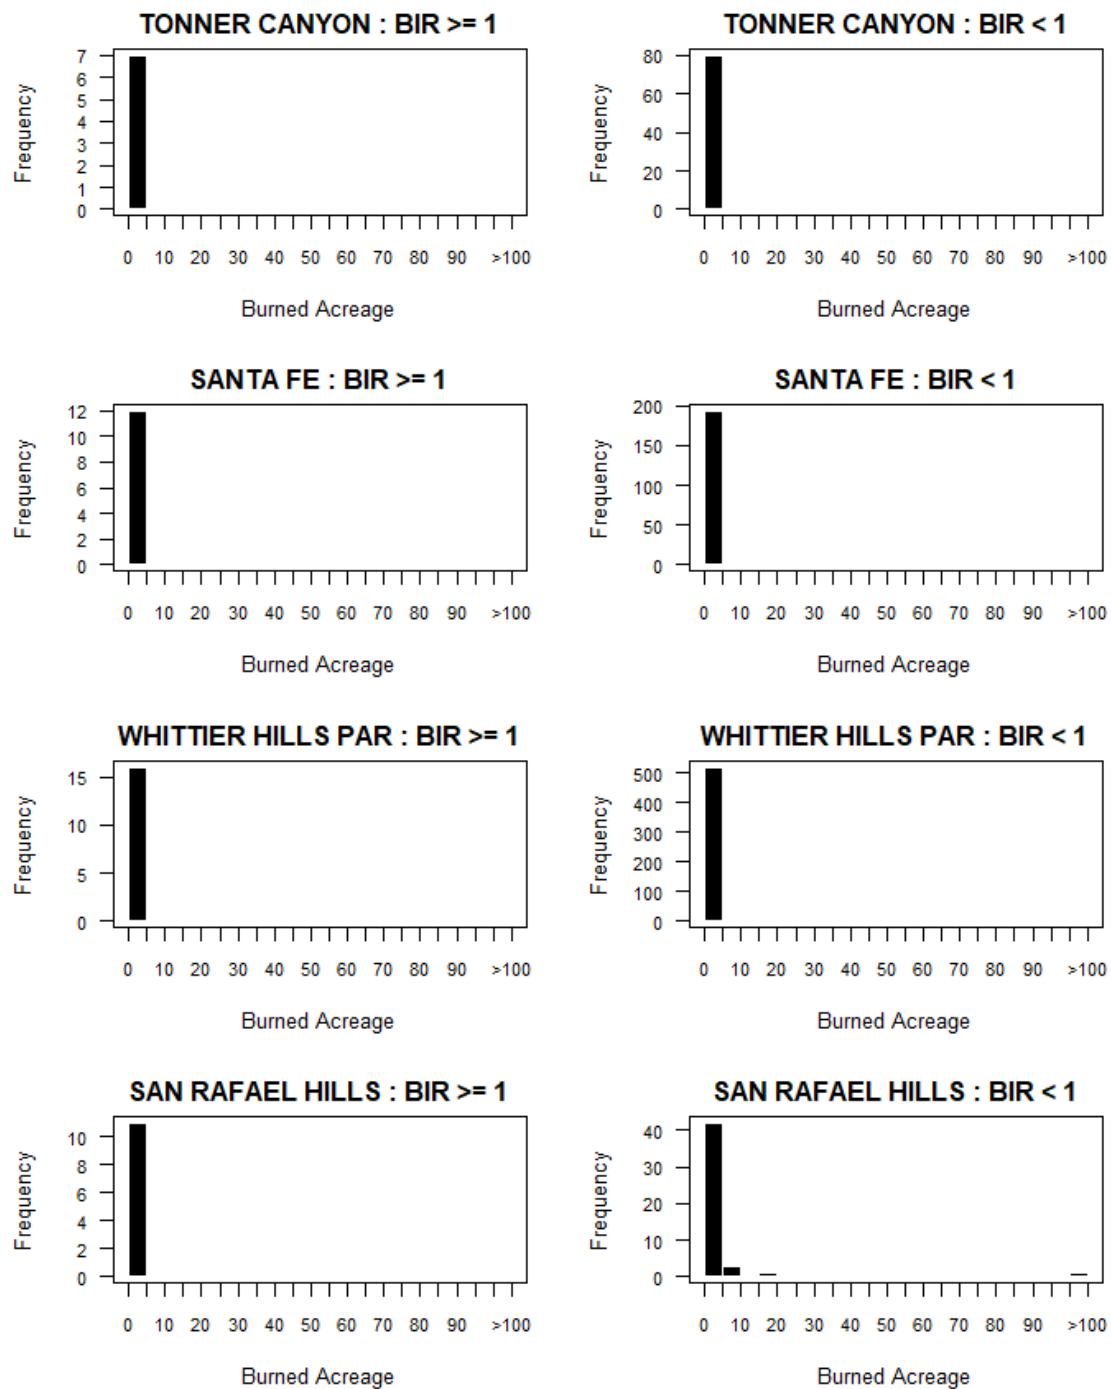 TONNER CANYON : BIR >= 1
Frequency
7
6
5
4
3
2
1
0
0 10 20 30 40 50 60 70 80 90 >100
Burned Acreage
TONNER CANYON : BIR < 1
Frequency
80
60
40
20
0
0 10 20 30 40 50 60 70 80 90 >100
Burned Acreage
SANTA FE : BIR >= 1
Frequency
12
10
8
6
4
2
0
0 10 20 30 40 50 60 70 80 90 >100
Burned Acreage
SANTA FE : BIR < 1
Frequency
200
150
100
50
0
0 10 20 30 40 50 60 70 80 90 >100
Burned Acreage
WHITTIER HILLS PAR : BIR >= 1
Frequency
15
10
5
0
0 10 20 30 40 50 60 70 80 90 >100
Burned Acreage
WHITTIER HILLS PAR : BIR < 1
Frequency
500
400
300
200
100
0
0 10 20 30 40 50 60 70 80 90 >100
Burned Acreage
SAN RAFAEL HILLS : BIR >= 1
Frequency
10
8
6
4
2
0
0 10 20 30 40 50 60 70 80 90 >100
Burned Acreage
SAN RAFAEL HILLS : BIR < 1
Frequency
40
30
20
10
0
0 10 20 30 40 50 60 70 80 90 >100
Burned Acreage